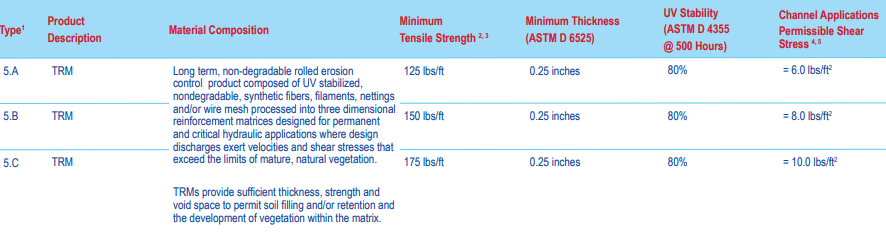 Type¹ Product Description Material Composition Minimum Tensile Strength ², ³ Minimum Thickness (ASTM D 6525) UV Stability (ASTM D 4355 @ 500 Hours) Channel Applications Permissible Shear Stress ⁴, ⁵
5.A TRM Long term, non-degradable rolled erosion 125 lbs/ft 0.25 inches 80% = 6.0 lbs/ft²
control product composed of UV stabilized,
nondegradable, synthetic fibers, filaments, nettings
and/or wire mesh processed into three dimensional
5.B TRM reinforcement matrices designed for permanent 150 lbs/ft 0.25 inches 80% = 8.0 lbs/ft²
and critical hydraulic applications where design
discharges exert velocities and shear stresses that
5.C TRM exceed the limits of mature, natural vegetation. 175 lbs/ft 0.25 inches 80% = 10.0 lbs/ft²
TRMs provide sufficient thickness, strength and
void space to permit soil filling and/or retention and
the development of vegetation within the matrix.